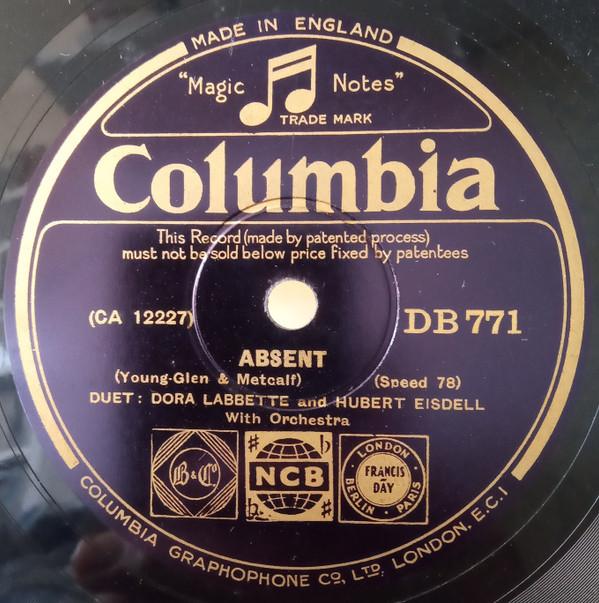 MADE IN ENGLAND
"Magic Notes"
TRADE MARK
Columbia
This Record (made by patented process)
must not be sold below price fixed by patentees
(CA 12227)
DB 771
ABSENT
(Young-Glen & Metcalf) (Speed 78)
DUET: DORA LABBETTE and HUBERT EISDELL
With Orchestra
B & Co
♯ ♭
NCB
♭ ♯
LONDON
FRANCIS
& DAY
BERLIN · PARIS
COLUMBIA GRAPHOPHONE Co, LTD. LONDON. E.C.1